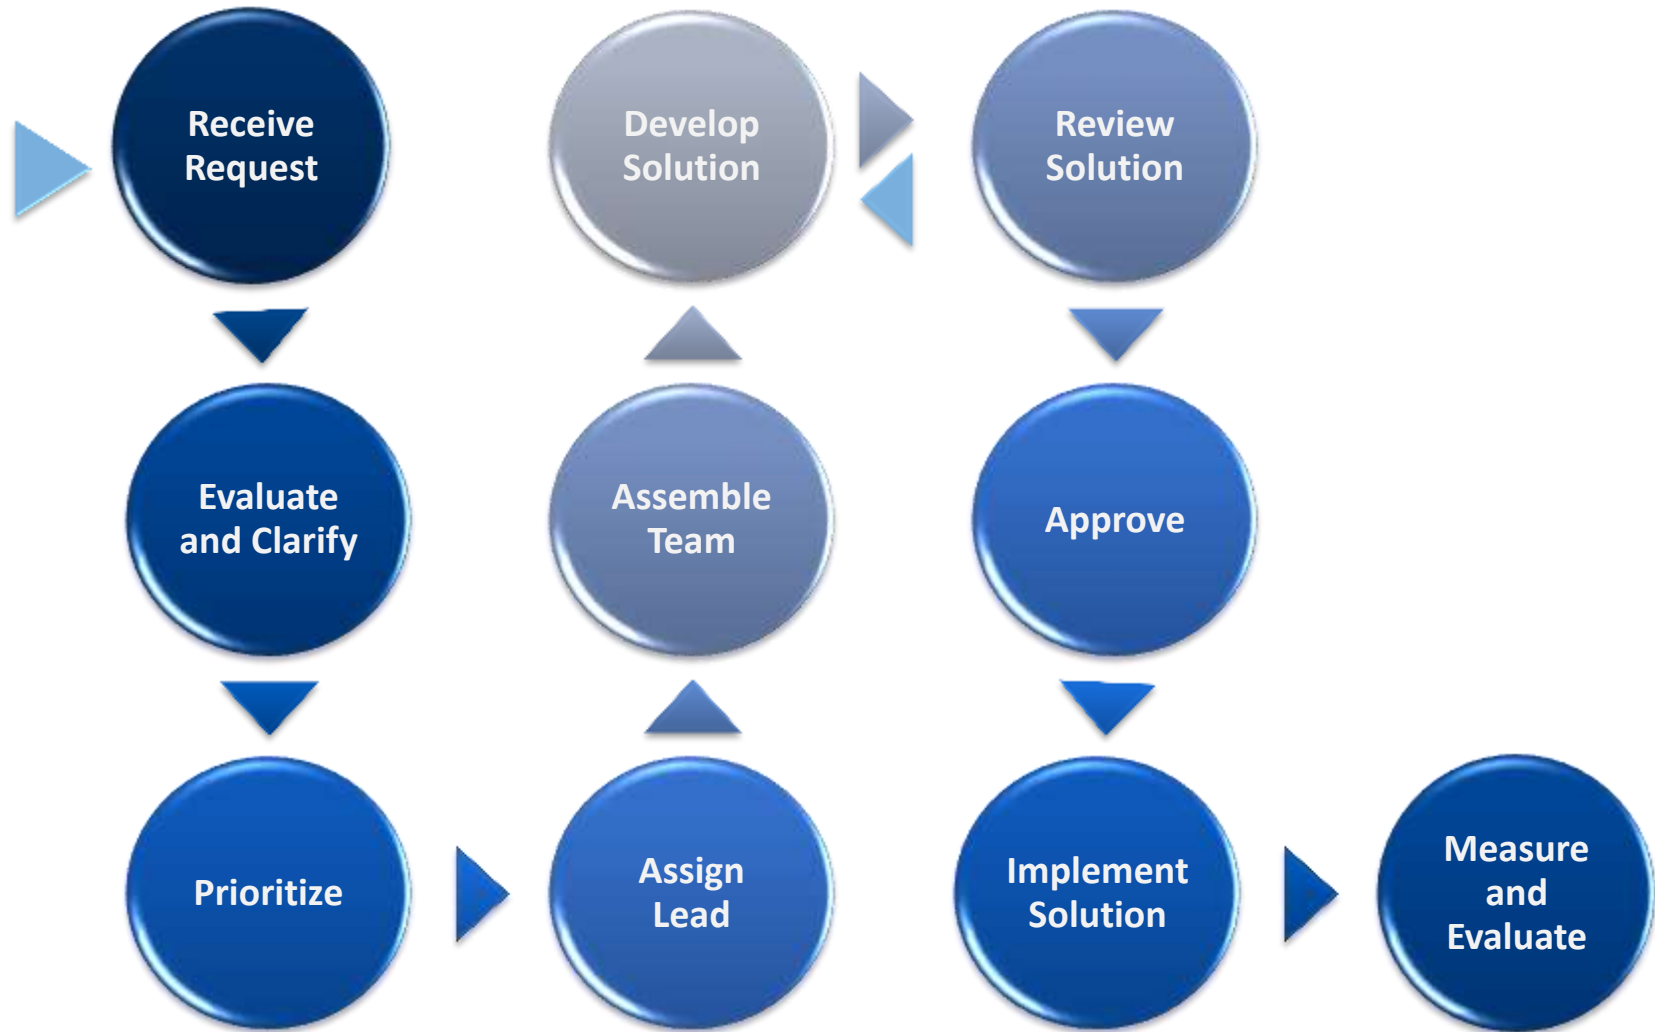 Receive
Request
Evaluate
and Clarify
Prioritize
Assign
Lead
Assemble
Team
Develop
Solution
Review
Solution
Approve
Implement
Solution
Measure
and
Evaluate